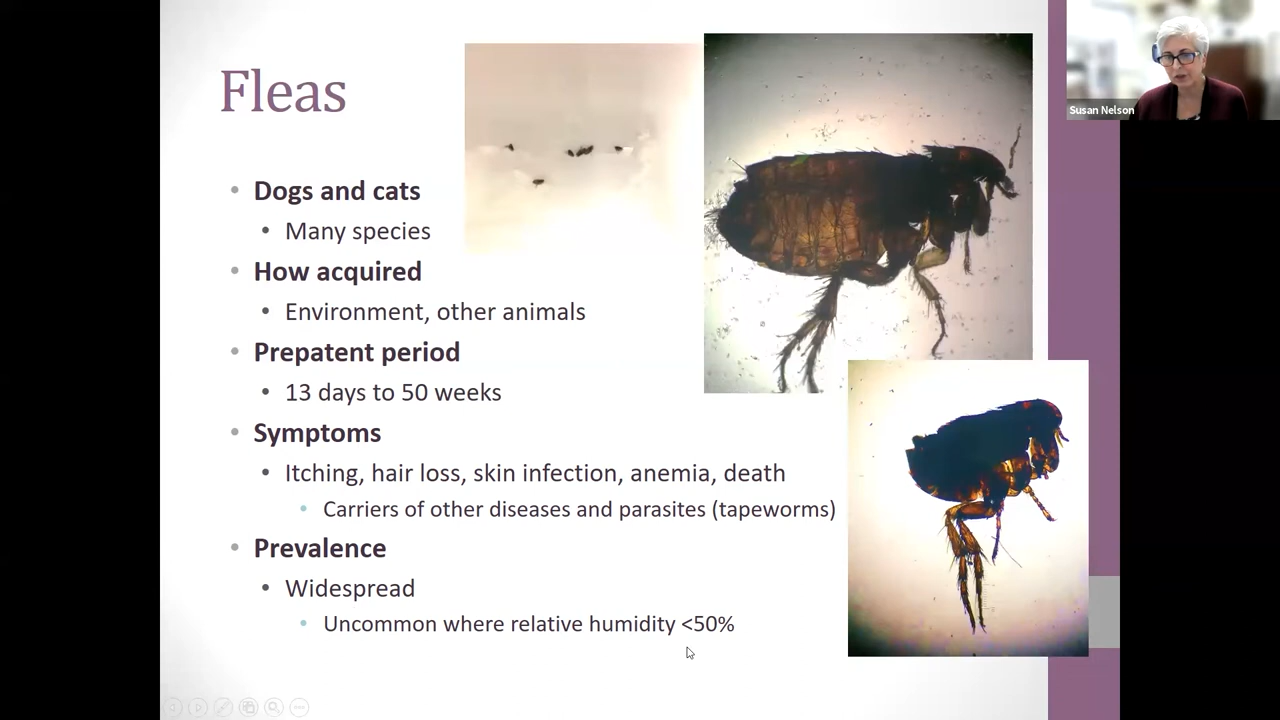 Fleas
Dogs and cats
Many species
How acquired
Environment, other animals
Prepatent period
13 days to 50 weeks
Symptoms
Itching, hair loss, skin infection, anemia, death
Carriers of other diseases and parasites (tapeworms)
Prevalence
Widespread
Uncommon where relative humidity <50%
Susan Nelson